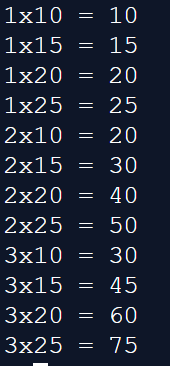 1x10 = 10
1x15 = 15
1x20 = 20
1x25 = 25
2x10 = 20
2x15 = 30
2x20 = 40
2x25 = 50
3x10 = 30
3x15 = 45
3x20 = 60
3x25 = 75